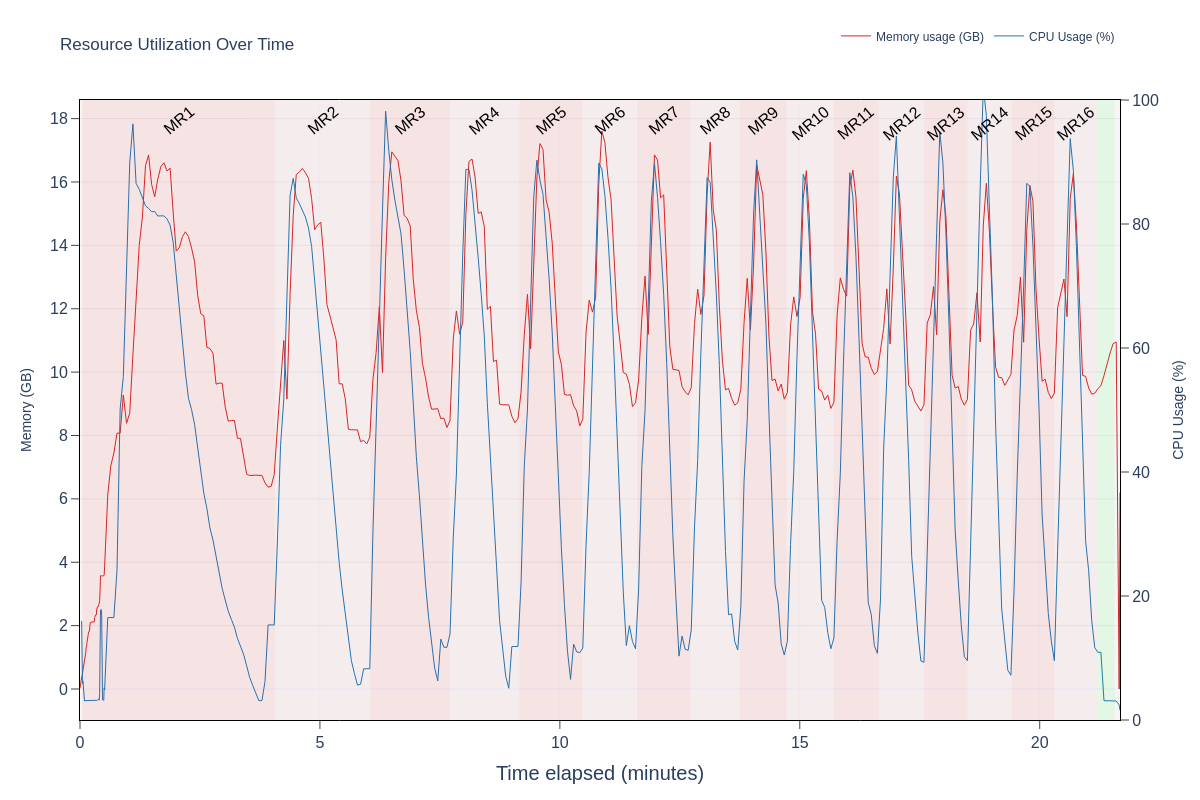 Resource Utilization Over Time
Memory usage (GB)
CPU Usage (%)
MR1
MR2
MR3
MR4
MR5
MR6
MR7
MR8
MR9
MR10
MR11
MR12
MR13
MR14
MR15
MR16
18
16
14
12
10
8
6
4
2
0
Memory (GB)
100
80
60
40
20
0
CPU Usage (%)
0
5
10
15
20
Time elapsed (minutes)